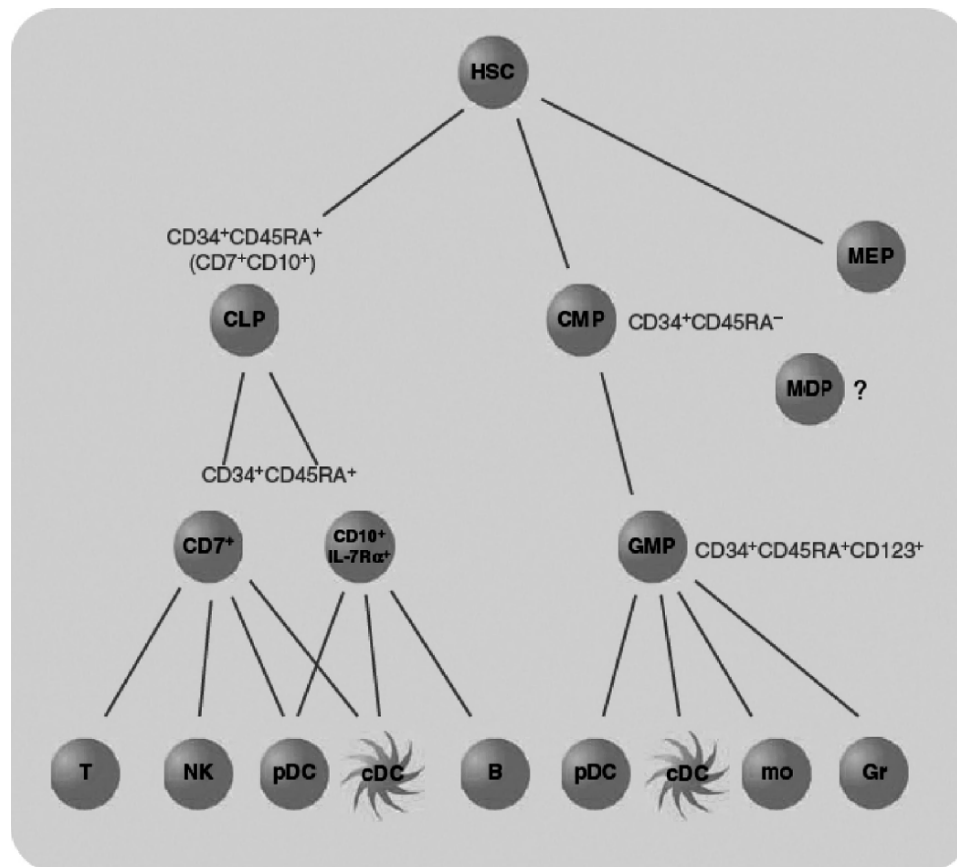 HSC
CD34⁺CD45RA⁺
(CD7⁺CD10⁺)
MEP
CLP
CMP
CD34⁺CD45RA⁻
MDP
?
CD34⁺CD45RA⁺
CD7⁺
CD10⁺
IL-7Rα⁺
GMP
CD34⁺CD45RA⁺CD123⁺
T
NK
pDC
cDC
B
pDC
cDC
mo
Gr